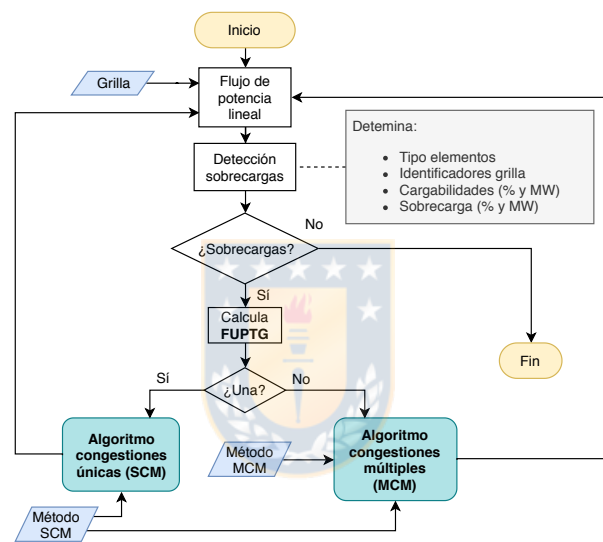 Inicio
Grilla
Flujo de
potencia
lineal
Detección
sobrecargas
Detemina:
• Tipo elementos
• Identificadores grilla
• Cargabilidades (% y MW)
• Sobrecarga (% y MW)
¿Sobrecargas?
No
Sí
Calcula
FUPTG
Fin
¿Una?
Sí
No
Algoritmo
congestiones
únicas (SCM)
Método
MCM
Algoritmo
congestiones
múltiples
(MCM)
Método
SCM